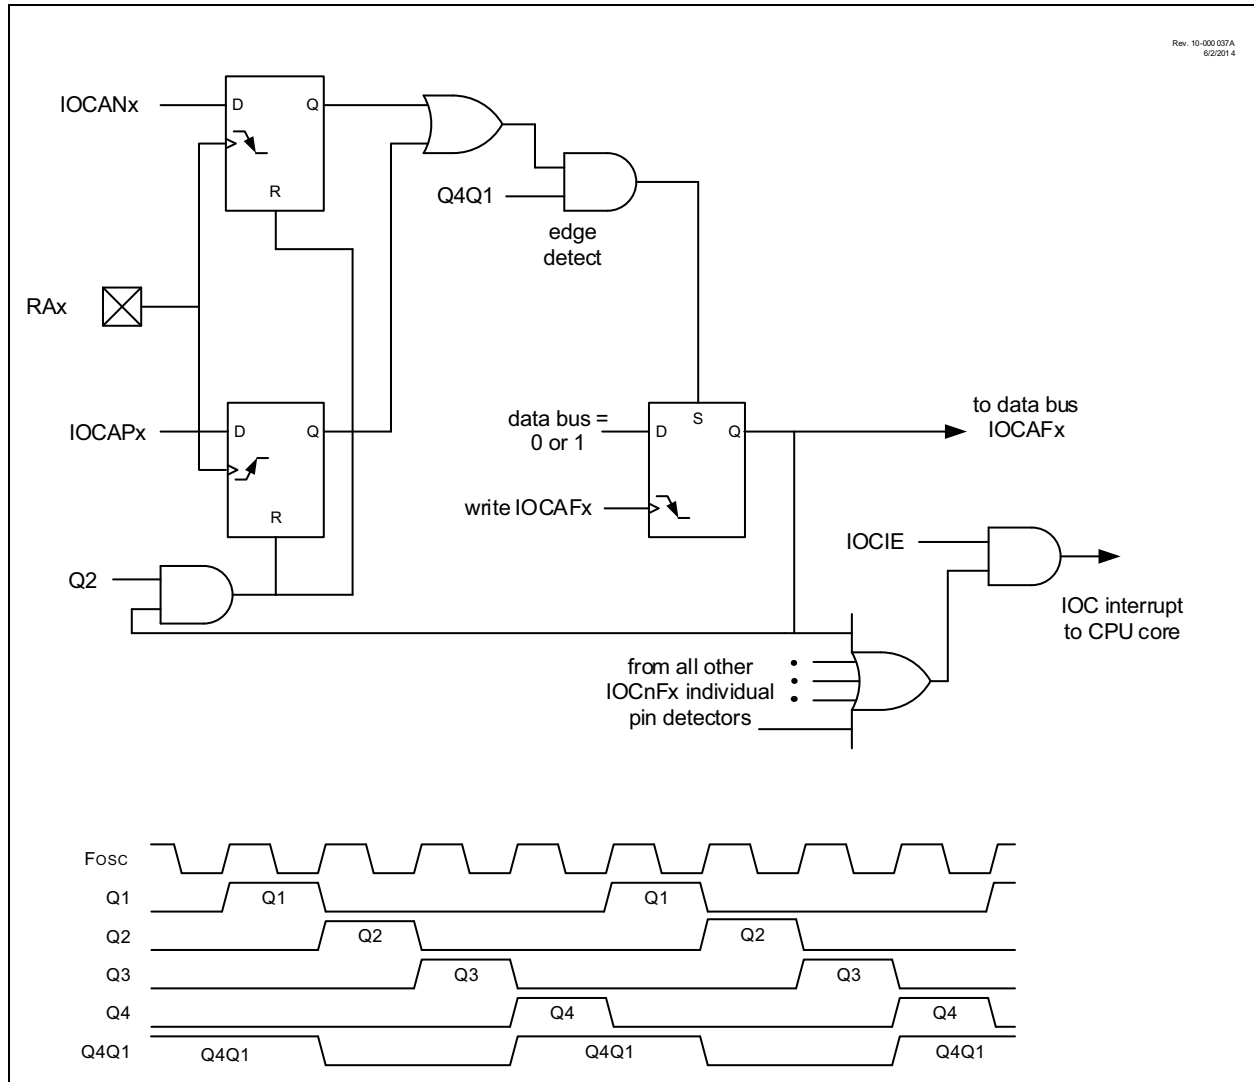 Rev. 10-000 037A
6/2/201 4
IOCANx
D
Q
R
Q4Q1
edge
detect
RAx
IOCAPx
D
Q
R
data bus =
0 or 1
S
D
Q
to data bus
IOCAFx
write IOCAFx
IOCIE
Q2
IOC interrupt
to CPU core
from all other
IOCnFx individual
pin detectors
Fosc
Q1
Q1
Q1
Q2
Q2
Q2
Q3
Q3
Q3
Q4
Q4
Q4
Q4Q1
Q4Q1
Q4Q1
Q4Q1